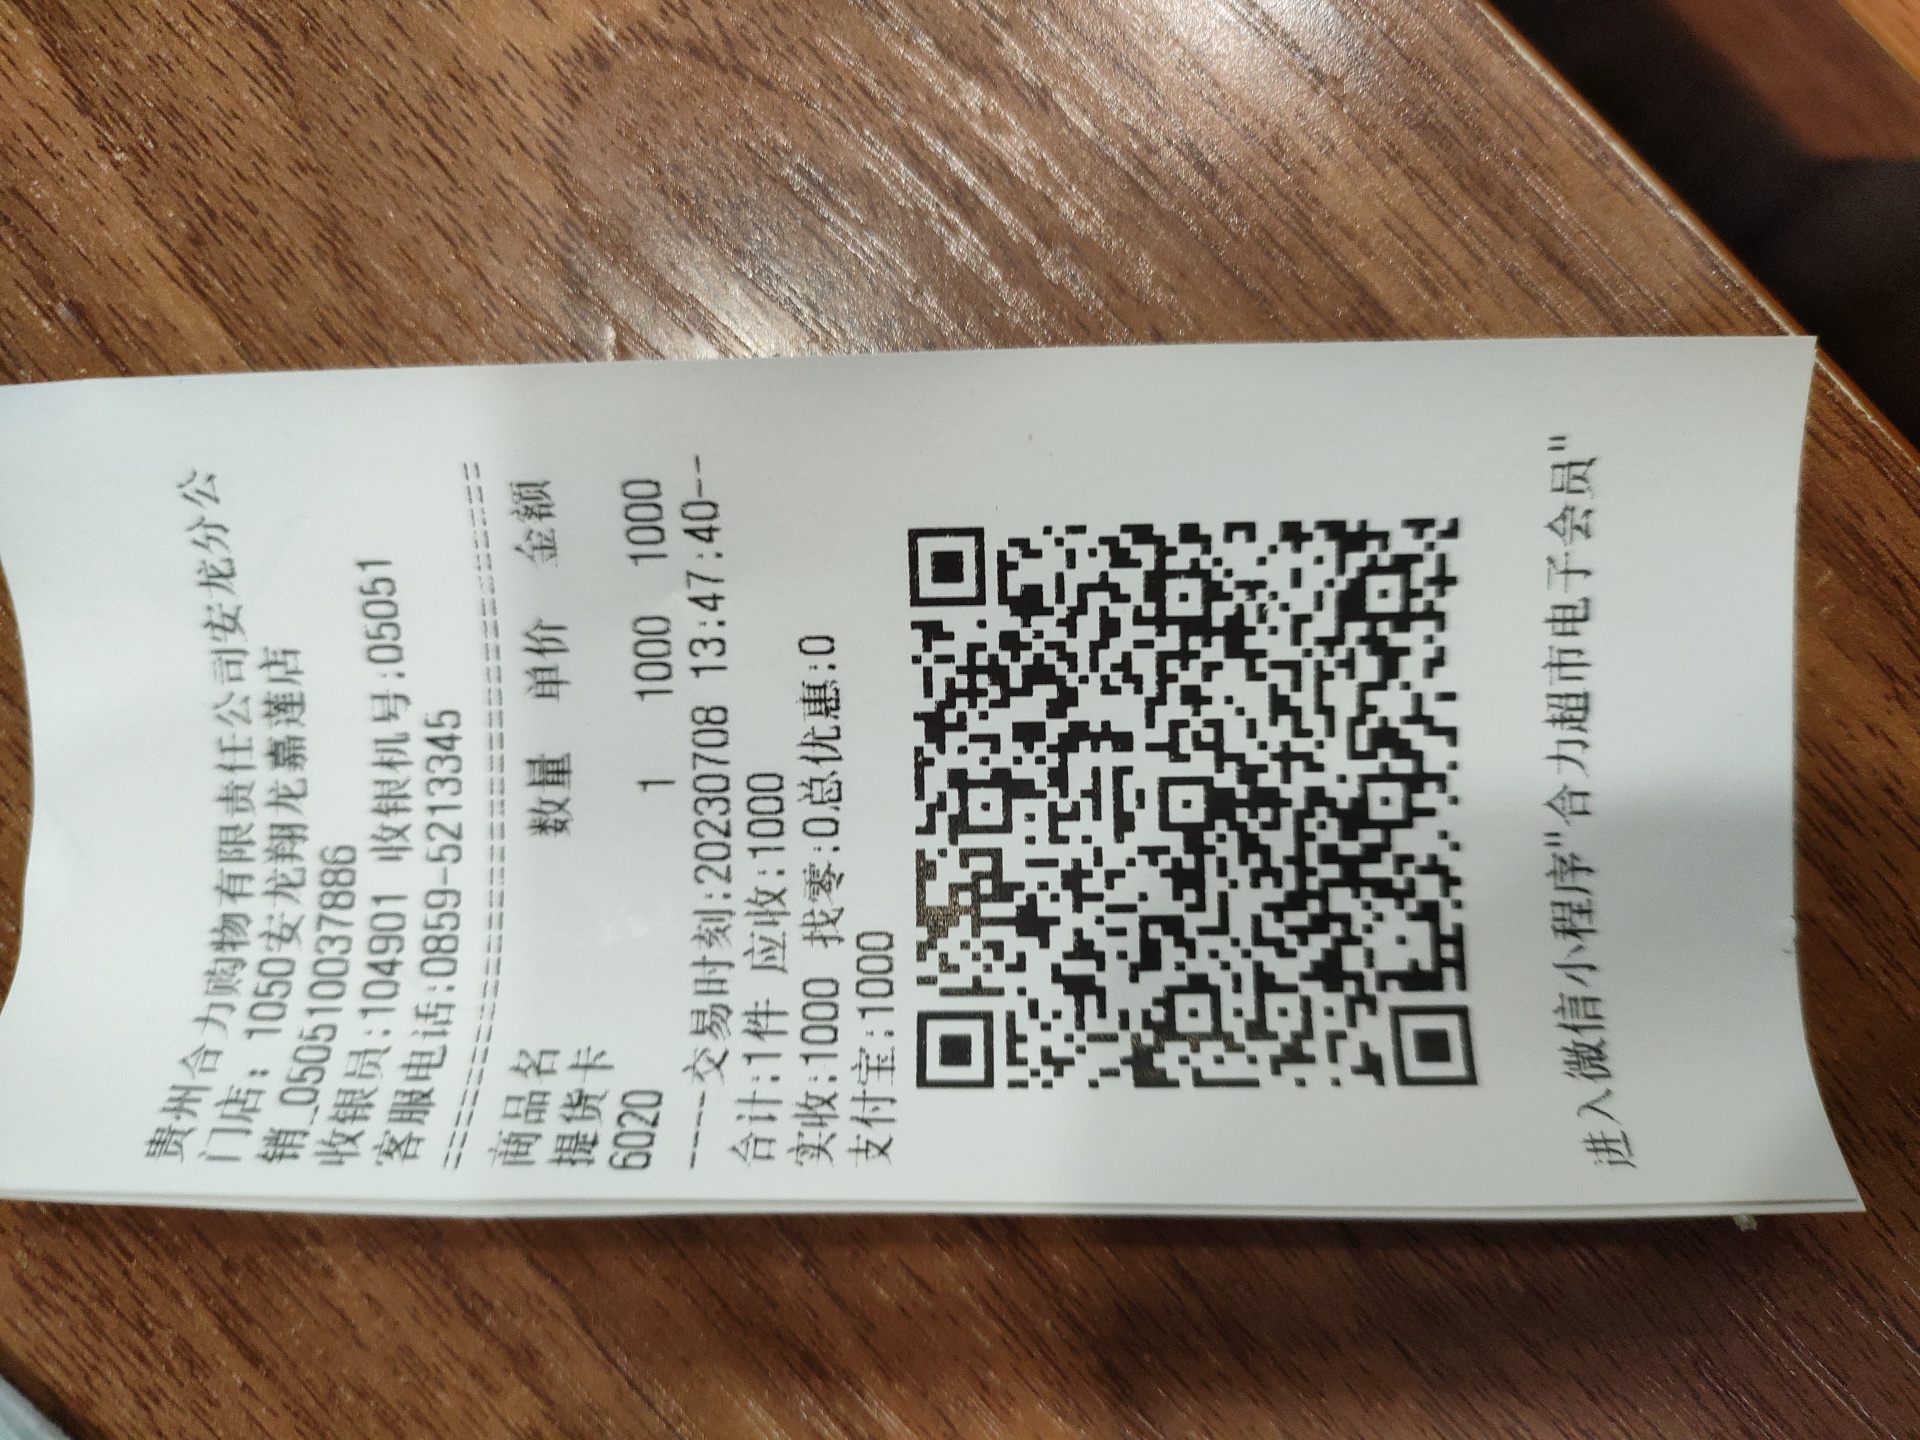 贵州合力购物有限责任公司安龙分公
门店: 1050安龙翔龙嘉莲店
销_0505100378​86
收银员:104901 收银机号:05051
客服电话:0859-5213345
========================================
商品名 数量 单价 金额
提货卡
6020 1 1000 1000
----交易时刻:20230708 13:47:40---
合计:1件 应收:1000
实收:1000 找零:0总优惠:0
支付宝:1000
进入微信小程序"合力超市电子会员"